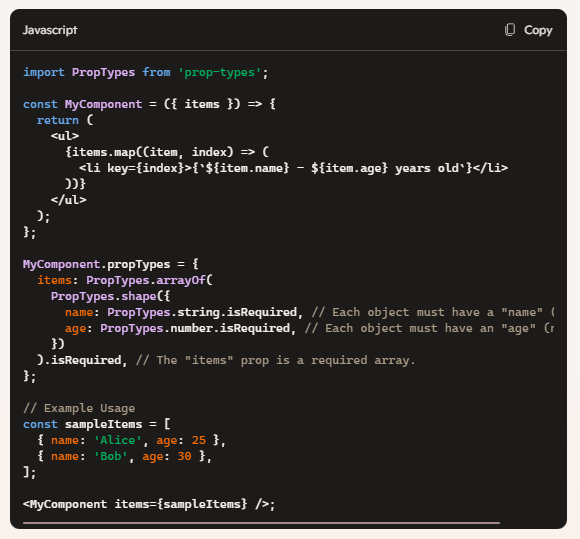 Javascript
Copy
import PropTypes from 'prop-types';
const MyComponent = ({ items }) => {
  return (
    <ul>
      {items.map((item, index) => (
        <li key={index}>{`${item.name} - ${item.age} years old`}</li>
      ))}
    </ul>
  );
};
MyComponent.propTypes = {
  items: PropTypes.arrayOf(
    PropTypes.shape({
      name: PropTypes.string.isRequired, // Each object must have a "name" (
      age: PropTypes.number.isRequired, // Each object must have an "age" (
    })
  ).isRequired, // The "items" prop is a required array.
};
// Example Usage
const sampleItems = [
  { name: 'Alice', age: 25 },
  { name: 'Bob', age: 30 },
];
<MyComponent items={sampleItems} />;